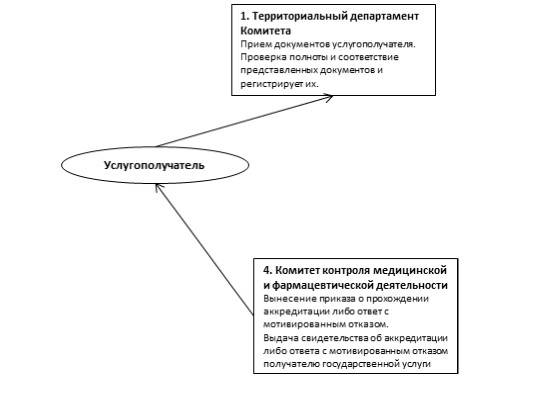 1. Территориальный департамент
Комитета
Прием документов услугополучателя.
Проверка полноты и соответствие
представленных документов и
регистрирует их.
Услугополучатель
4. Комитет контроля медицинской
и фармацевтической деятельности
Вынесение приказа о прохождении
аккредитации либо ответ с
мотивированным отказом.
Выдача свидетельства об аккредитации
либо ответа с мотивированным отказом
получателю государственной услуги